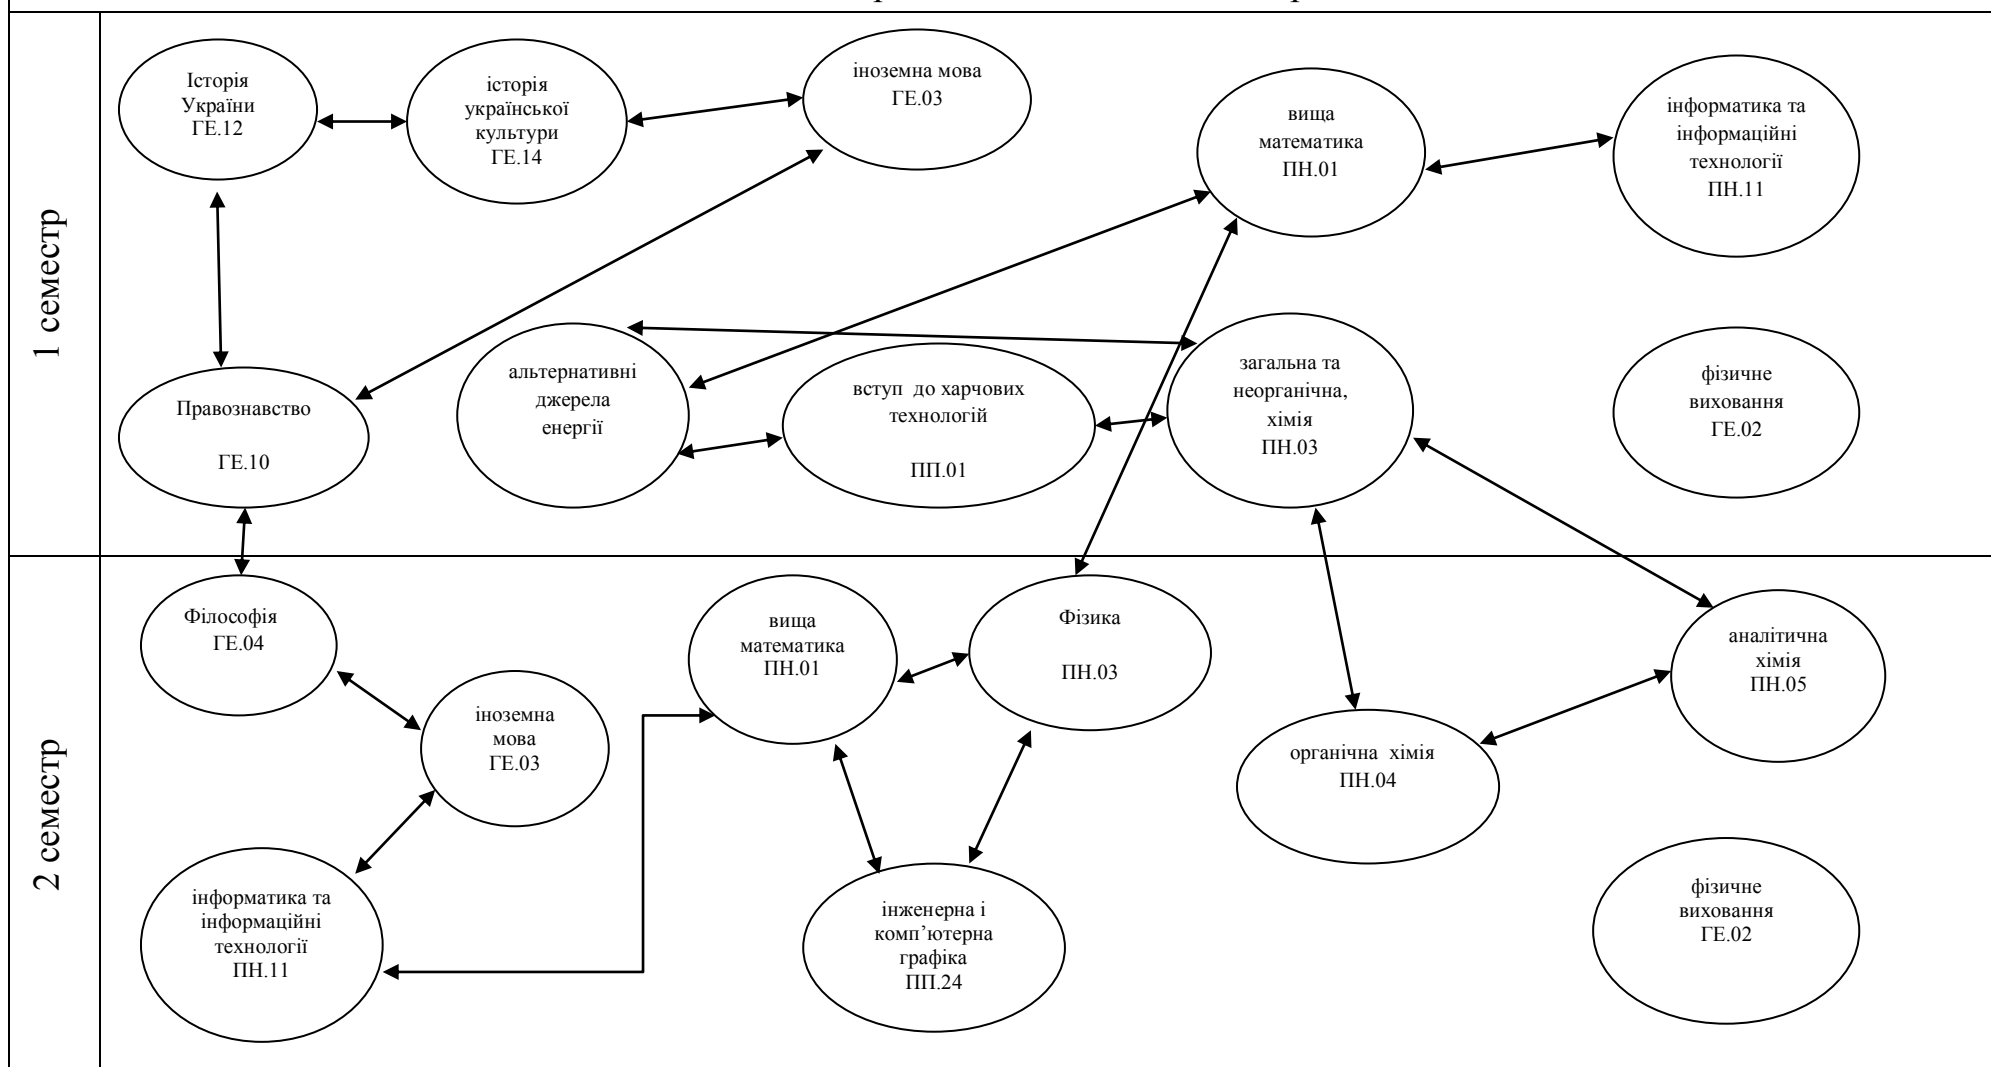 1 семестр
Історія
України
ГЕ.12
історія
української
культури
ГЕ.14
іноземна мова
ГЕ.03
вища
математика
ПН.01
інформатика та
інформаційні
технології
ПН.11
Правознавство
ГЕ.10
альтернативні
джерела
енергії
вступ до харчових
технологій
ПП.01
загальна та
неорганічна,
хімія
ПН.03
фізичне
виховання
ГЕ.02
2 семестр
Філософія
ГЕ.04
іноземна
мова
ГЕ.03
вища
математика
ПН.01
Фізика
ПН.03
аналітична
хімія
ПН.05
органічна хімія
ПН.04
інформатика та
інформаційні
технології
ПН.11
інженерна і
комп’ютерна
графіка
ПП.24
фізичне
виховання
ГЕ.02